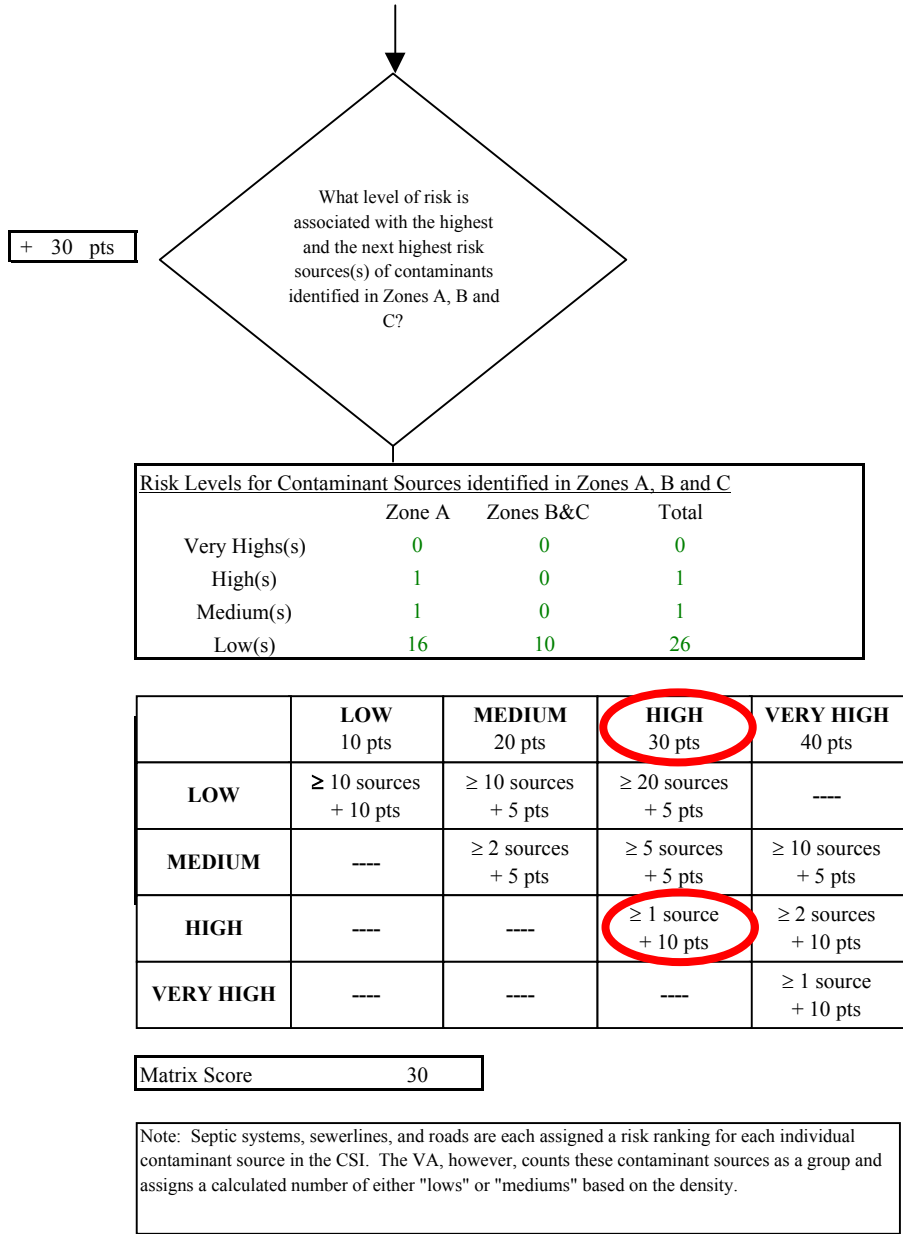 What level of risk is
associated with the highest
and the next highest risk
sources(s) of contaminants
identified in Zones A, B and
C?
+ 30 pts
Risk Levels for Contaminant Sources identified in Zones A, B and C
Zone A Zones B&C Total
Very Highs(s) 0 0 0
High(s) 1 0 1
Medium(s) 1 0 1
Low(s) 16 10 26
LOW MEDIUM HIGH VERY HIGH
10 pts 20 pts 30 pts 40 pts
LOW ≥ 10 sources ≥ 10 sources ≥ 20 sources ----
+ 10 pts + 5 pts + 5 pts
MEDIUM ---- ≥ 2 sources ≥ 5 sources ≥ 10 sources
+ 5 pts + 5 pts + 5 pts
HIGH ---- ---- ≥ 1 source ≥ 2 sources
+ 10 pts + 10 pts
VERY HIGH ---- ---- ---- ≥ 1 source
+ 10 pts
Matrix Score 30
Note: Septic systems, sewerlines, and roads are each assigned a risk ranking for each individual
contaminant source in the CSI. The VA, however, counts these contaminant sources as a group and
assigns a calculated number of either "lows" or "mediums" based on the density.